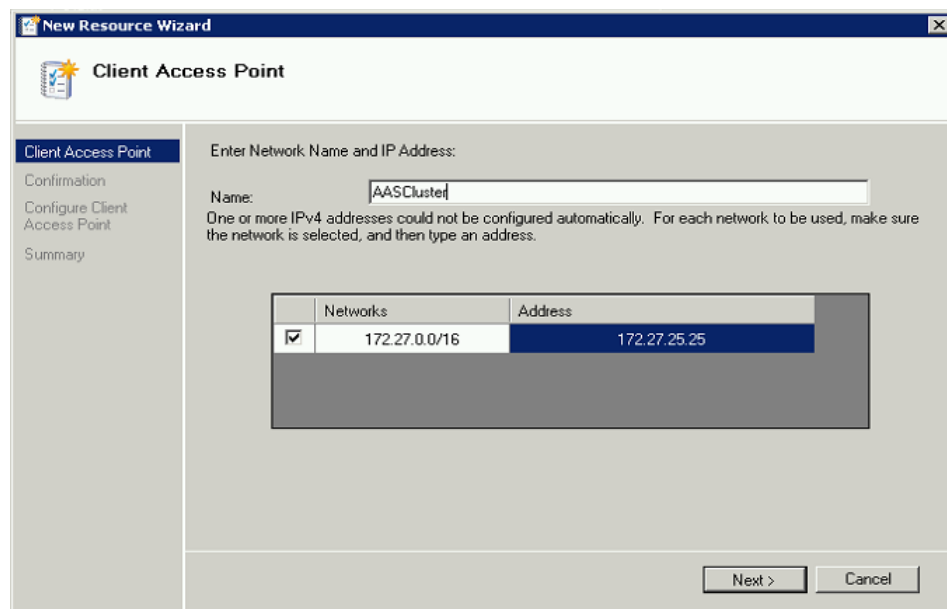 New Resource Wizard
Client Access Point
Client Access Point
Confirmation
Configure Client
Access Point
Summary
Enter Network Name and IP Address:
Name:
AASCluster
One or more IPv4 addresses could not be configured automatically. For each network to be used, make sure
the network is selected, and then type an address.
Networks
Address
172.27.0.0/16
172.27.25.25
Next >
Cancel